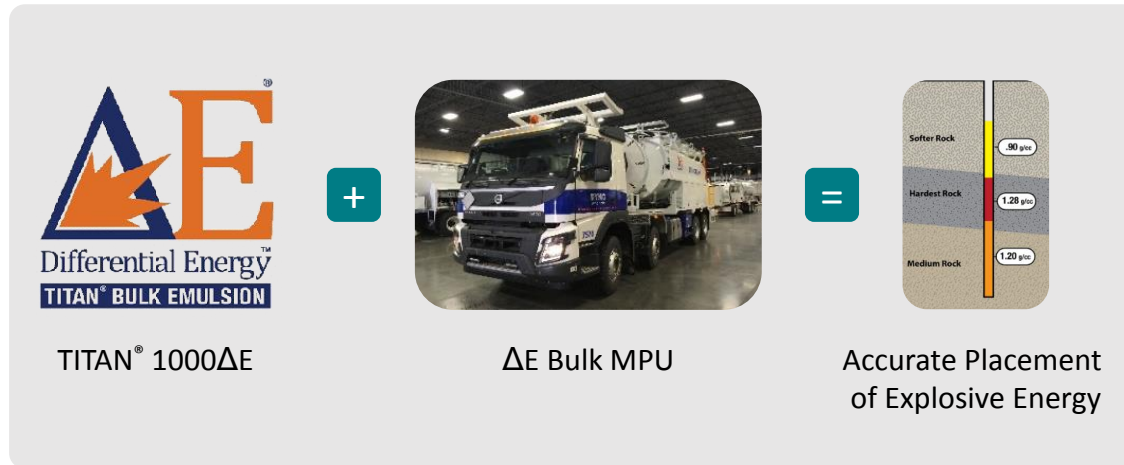 ΔE®
Differential Energy™
TITAN® BULK EMULSION
+
=
Softer Rock
.90 g/cc
Hardest Rock
1.28 g/cc
1.20 g/cc
Medium Rock
TITAN® 1000ΔE
ΔE Bulk MPU
Accurate Placement
of Explosive Energy